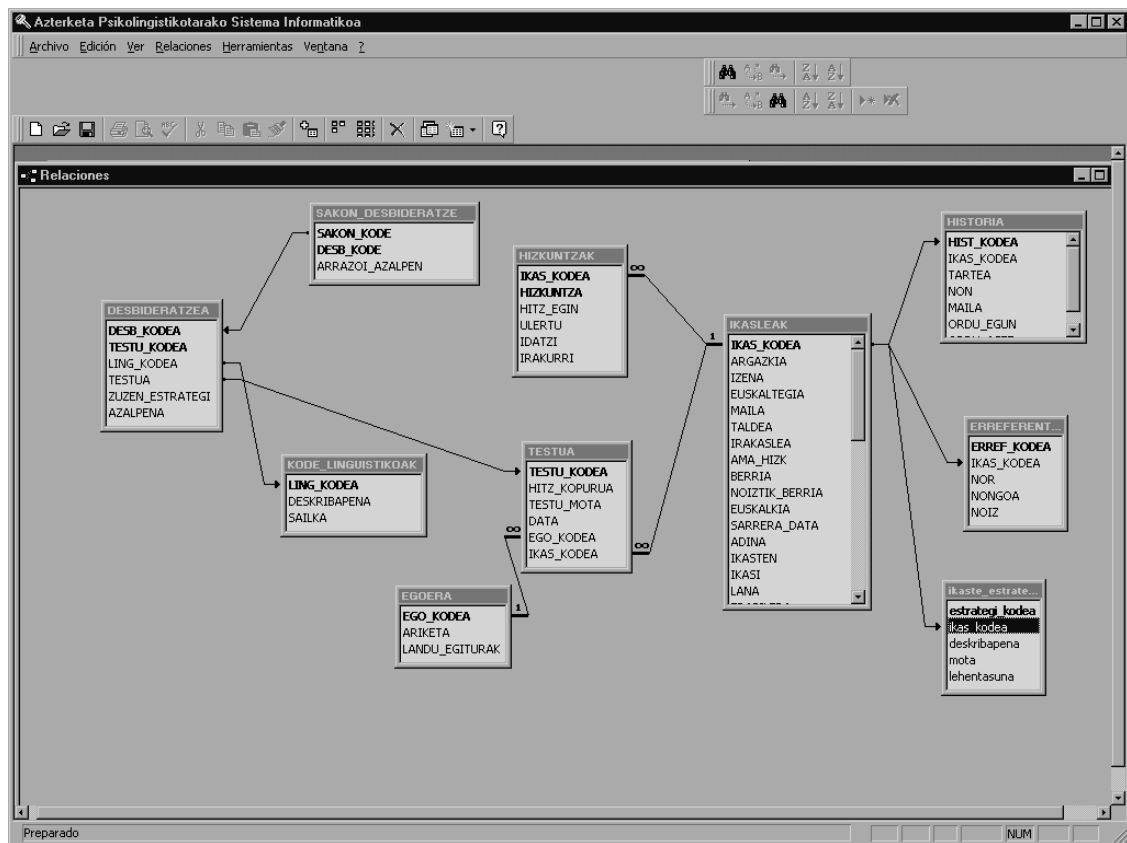 Azterketa Psikolingistikotarako Sistema Informatikoa
Archivo Edición Ver Relaciones Herramientas Ventana ?
Relaciones
SAKON_DESBIDERATZE
SAKON_KODE
DESB_KODE
ARRAZOI_AZALPEN
DESBIDERATZEA
DESB_KODEA
TESTU_KODEA
LING_KODEA
TESTUA
ZUZEN_ESTRATEGI
AZALPENA
KODE_LINGUISTIKOAK
LING_KODEA
DESKRIBAPENA
SAILKA
HIZKUNTZAK
IKAS_KODEA
HIZKUNTZA
HITZ_EGIN
ULERTU
IDATZI
IRAKURRI
∞
1
TESTUA
TESTU_KODEA
HITZ_KOPURUA
TESTU_MOTA
DATA
EGO_KODEA
IKAS_KODEA
∞
∞
EGOERA
EGO_KODEA
ARIKETA
LANDU_EGITURAK
1
IKASLEAK
IKAS_KODEA
ARGAZKIA
IZENA
EUSKALTEGIA
MAILA
TALDEA
IRAKASLEA
AMA_HIZK
BERRIA
NOIZTIK_BERRIA
EUSKALKIA
SARRERA_DATA
ADINA
IKASTEN
IKASI
LANA
HISTORIA
HIST_KODEA
IKAS_KODEA
TARTEA
NON
MAILA
ORDU_EGUN
ERREFERENT...
ERREF_KODEA
IKAS_KODEA
NOR
NONGOA
NOIZ
ikaste_estrate...
estrategi_kodea
ikas_kodea
deskribapena
mota
lehentasuna
Preparado
NUM